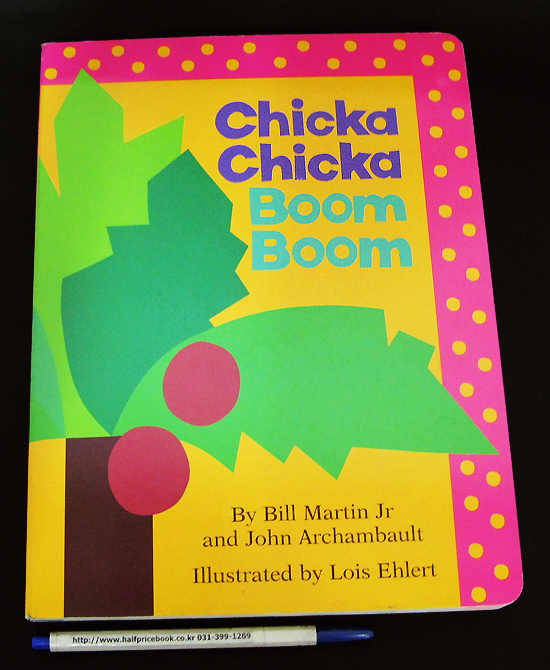 Chicka
Chicka
Boom
Boom
By Bill Martin Jr
and John Archambault
Illustrated by Lois Ehlert
http://www.halfpricebook.co.kr 031-399-1289